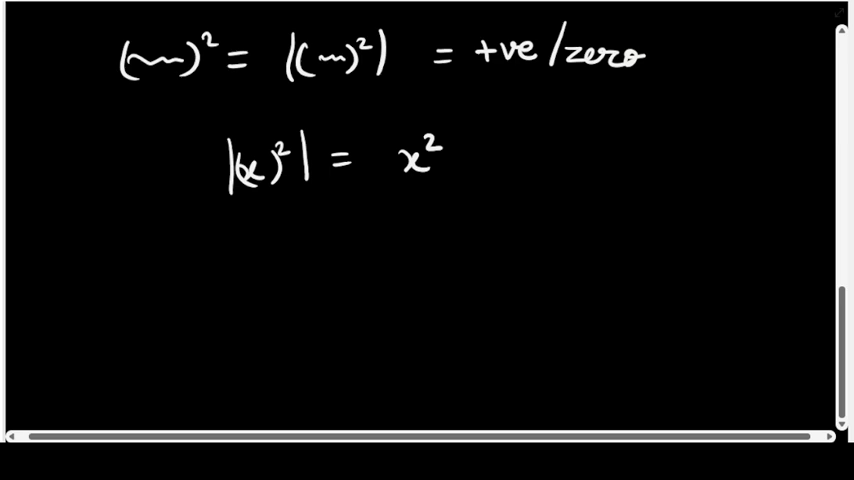 (~~)² = |(~~)²| = +ve/zero
|(x)²| = x²